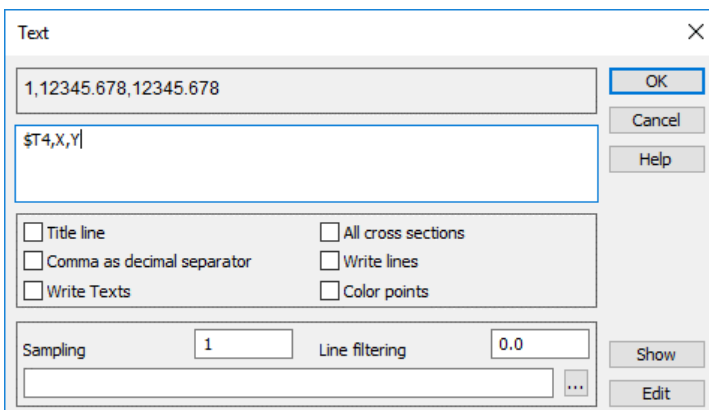 Text
1,12345.678,12345.678
OK
$T4,X,Y
Cancel
Help
Title line
All cross sections
Comma as decimal separator
Write lines
Write Texts
Color points
Sampling
1
Line filtering
0.0
Show
...
Edit